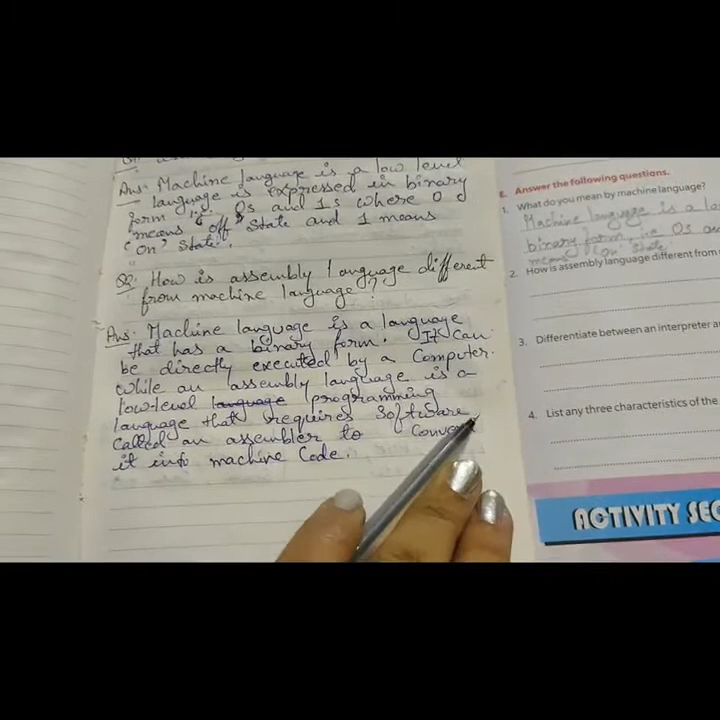 Ans: Machine language is a low level
language is expressed in binary
form i.e. 0s and 1s where 0
means "off" State and 1 means
"On" State.
Q2. How is assembly language different
from machine language?
Ans: Machine language is a language
that has a binary form. It can
be directly executed by a Computer.
While an assembly language is a
low-level language programming
language that requires Software
Called an assembler to
it into machine Code.
E. Answer the following questions.
1. What do you mean by machine language?
Machine language is a
binary form, i.e 0s
means 'On' State
2. How is assembly language different from
3. Differentiate between an interpreter
4. List any three characteristics of the
ACTIVITY